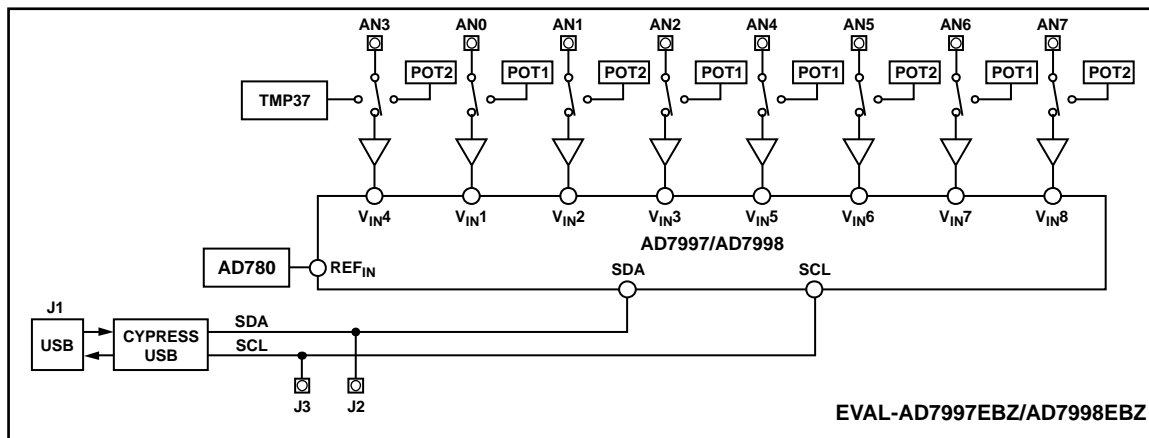 AN3 AN0 AN1 AN2 AN4 AN5 AN6 AN7
POT2 POT1 POT2 POT1 POT1 POT2 POT1 POT2
TMP37
VIN4 VIN1 VIN2 VIN3 VIN5 VIN6 VIN7 VIN8
AD7997/AD7998
AD780
REFIN
SDA SCL
J1
USB
CYPRESS
USB
SDA
SCL
J3 J2
EVAL-AD7997EBZ/AD7998EBZ